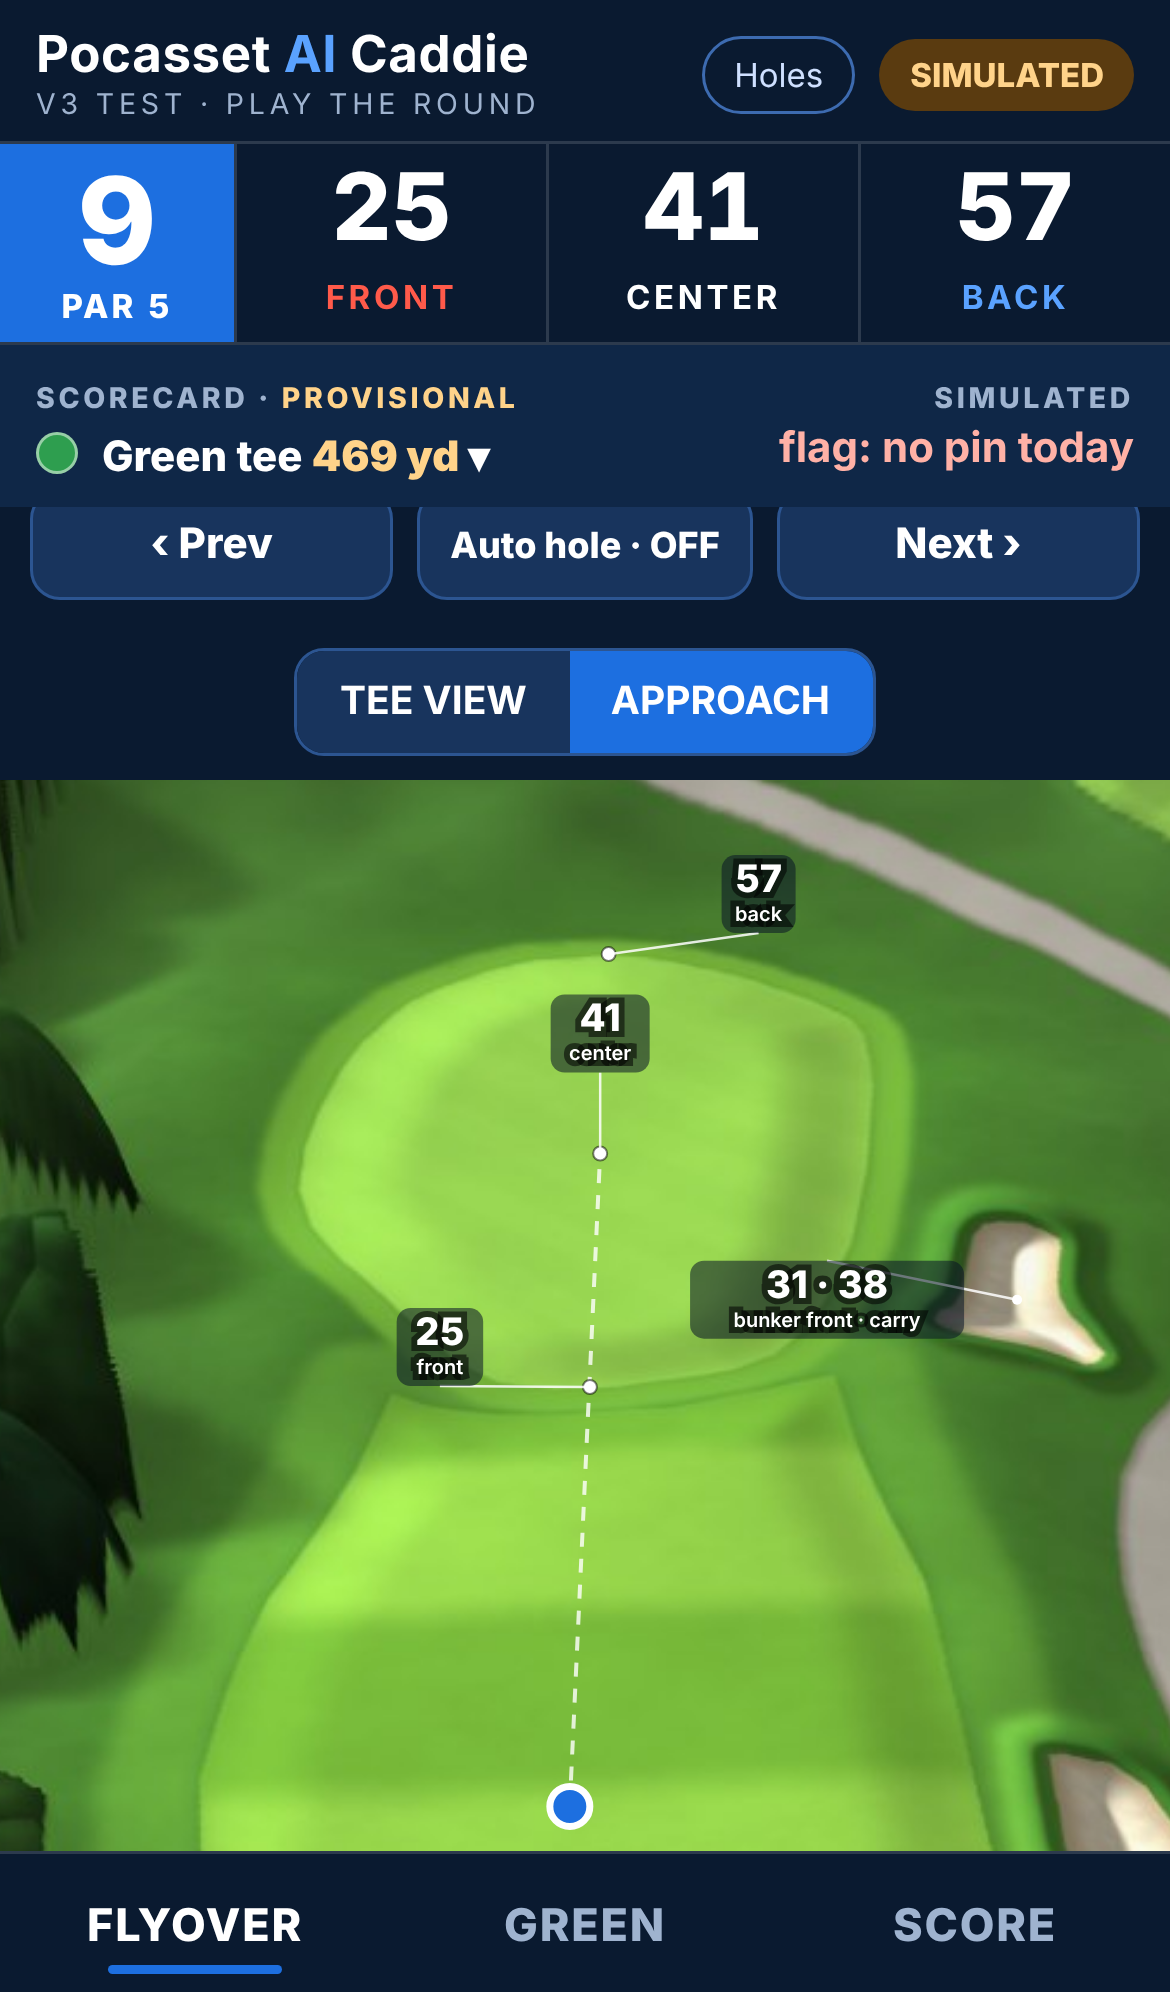 Pocasset AI Caddie
V3 TEST · PLAY THE ROUND
Holes
SIMULATED
9
PAR 5
25
FRONT
41
CENTER
57
BACK
SCORECARD · PROVISIONAL
Green tee 469 yd ▾
SIMULATED
flag: no pin today
‹ Prev
Auto hole · OFF
Next ›
TEE VIEW
APPROACH
57
back
41
center
31·38
bunker front · carry
25
front
FLYOVER
GREEN
SCORE